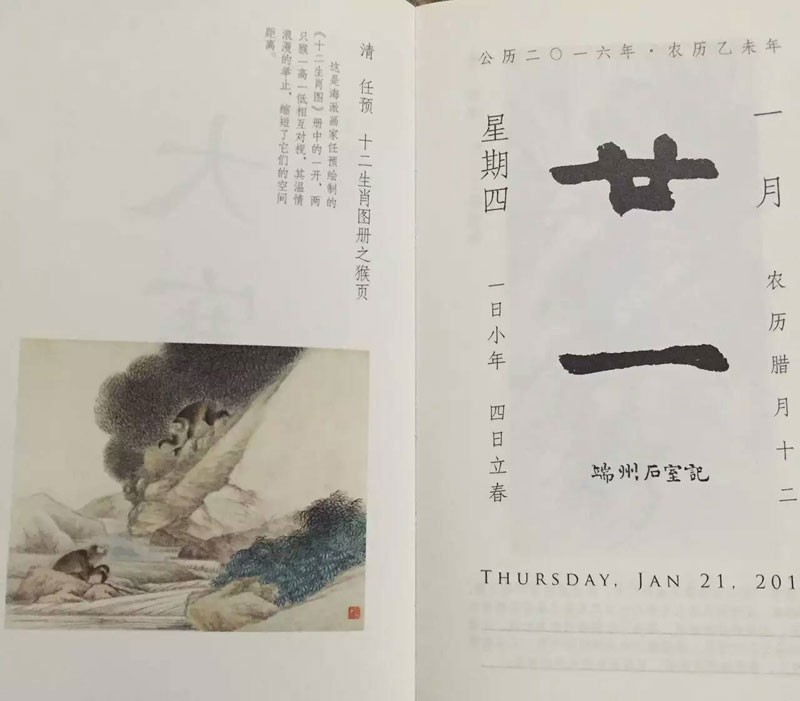 清 任预 十二生肖图册之猴页
这是海派画家任预绘制的
《十二生肖图》册中的一开，两
只猴一高一低相互对视，其温情
浪漫的举止，缩短了它们的空间
距离。
公历二〇一六年·农历乙未年
一月
农历腊月十二
廿一
端州石室記
星期四
一日小年 四日立春
THURSDAY, JAN 21, 201